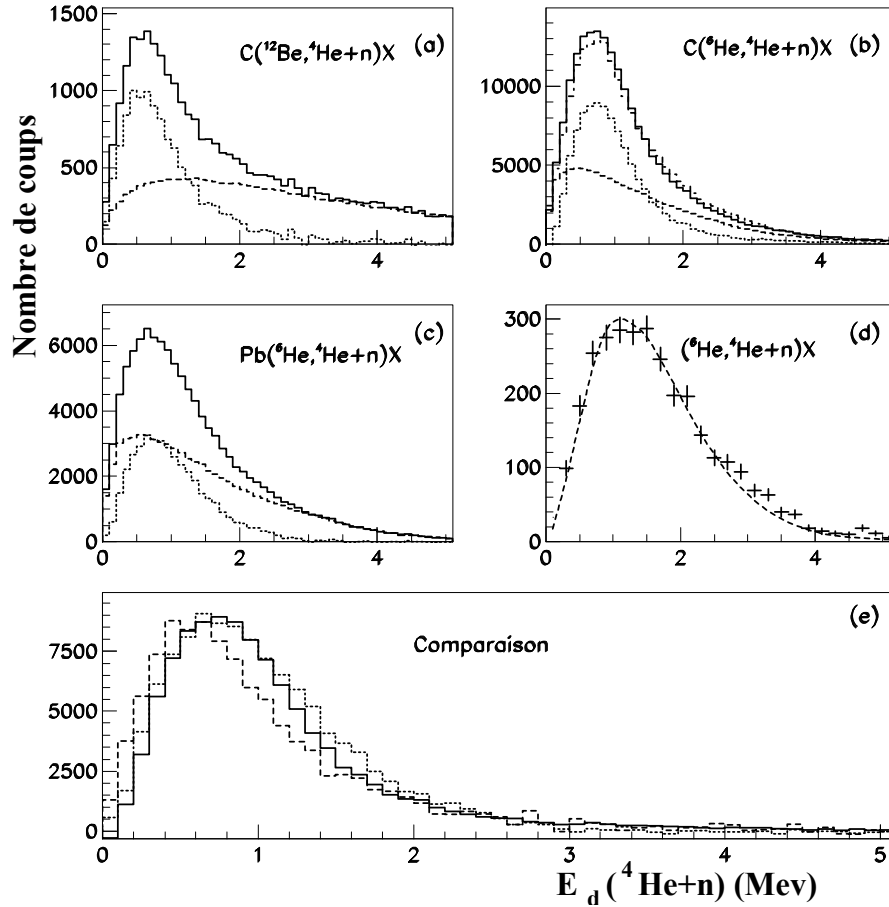 Nombre de coups
1500
1000
500
0
0 2 4
C(¹²Be,⁴He+n)X
(a)
10000
5000
0
0 2 4
C(⁶He,⁴He+n)X
(b)
6000
4000
2000
0
0 2 4
Pb(⁶He,⁴He+n)X
(c)
300
200
100
0
0 2 4
(⁶He,⁴He+n)X
(d)
7500
5000
2500
0
0 1 2 3 4 5
Comparaison
(e)
E_d (⁴He+n) (Mev)